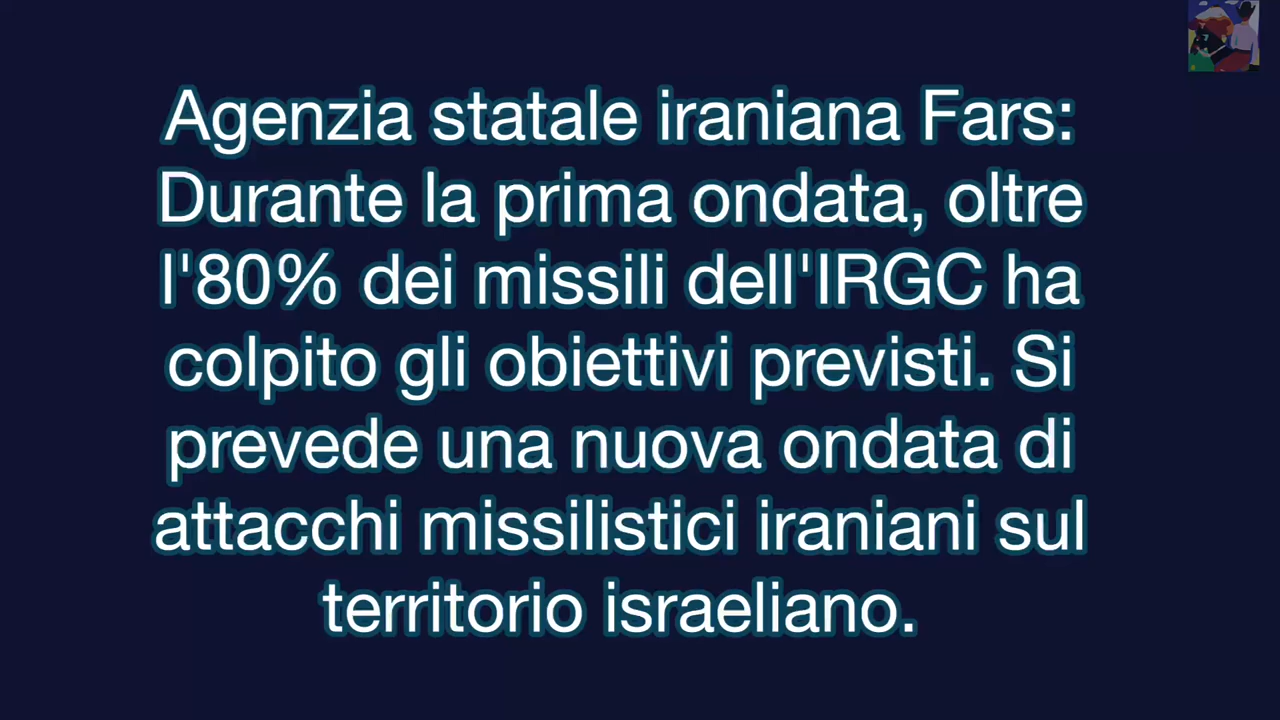 Agenzia statale iraniana Fars:
Durante la prima ondata, oltre
l'80% dei missili dell'IRGC ha
colpito gli obiettivi previsti. Si
prevede una nuova ondata di
attacchi missilistici iraniani sul
territorio israeliano.